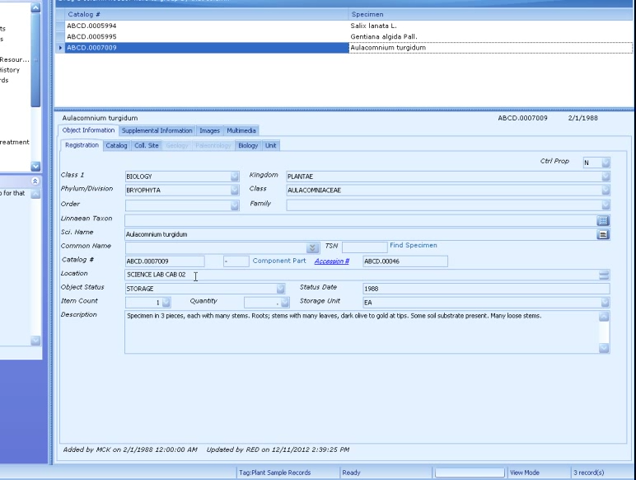 Catalog # Specimen
ABCD.0005994 Salix lanata L.
ABCD.0005995 Gentiana algida Pall.
ABCD.0007009 Aulacomnium turgidum
Resour...
History
rds
reatment
p for that
Aulacomnium turgidum ABCD.0007009 2/1/1988
Object Information Supplemental Information Images Multimedia
Registration Catalog Coll. Site Geology Paleontology Biology Unit
Ctrl Prop N
Class 1 BIOLOGY Kingdom PLANTAE
Phylum/Division BRYOPHYTA Class AULACOMNIACEAE
Order Family
Linnaean Taxon
Sci. Name Aulacomnium turgidum
Common Name TSN Find Specimen
Catalog # ABCD.0007009 - Component Part Accession # ABCD.00046
Location SCIENCE LAB CAB 02
Object Status STORAGE Status Date 1988
Item Count 1 Quantity . Storage Unit EA
Description Specimen in 3 pieces, each with many stems. Roots; stems with many leaves, dark olive to gold at tips. Some soil substrate present. Many loose stems.
Added by MCK on 2/1/1988 12:00:00 AM Updated by RED on 12/11/2012 2:39:25 PM
Tag:Plant Sample Records Ready View Mode 3 record(s)